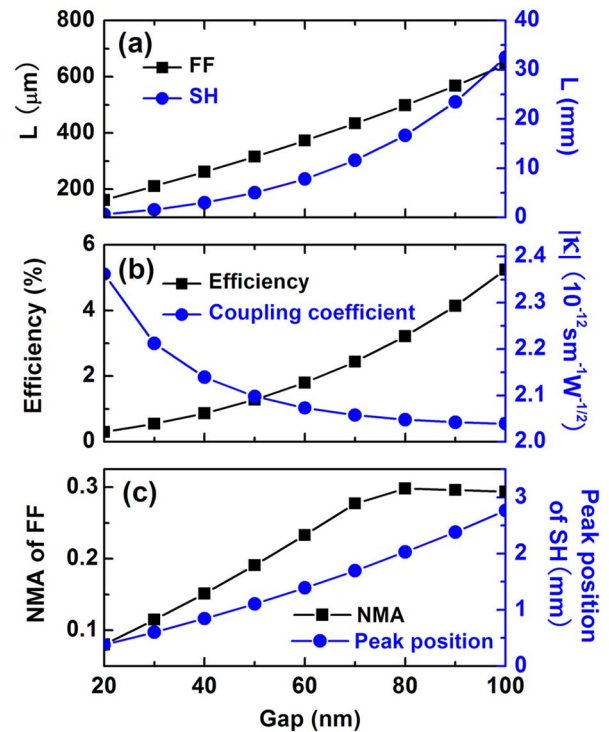 (a)
FF
SH
L (μm)
800
600
400
200
L (mm)
40
30
20
10
0
(b)
Efficiency
Coupling coefficient
Efficiency (%)
6
4
2
0
|κ| (10⁻¹²sm⁻¹W⁻¹/²)
2.4
2.3
2.2
2.1
2.0
(c)
NMA
Peak position
NMA of FF
0.3
0.2
0.1
Peak position
of SH (mm)
3
2
1
0
20 40 60 80 100
Gap (nm)